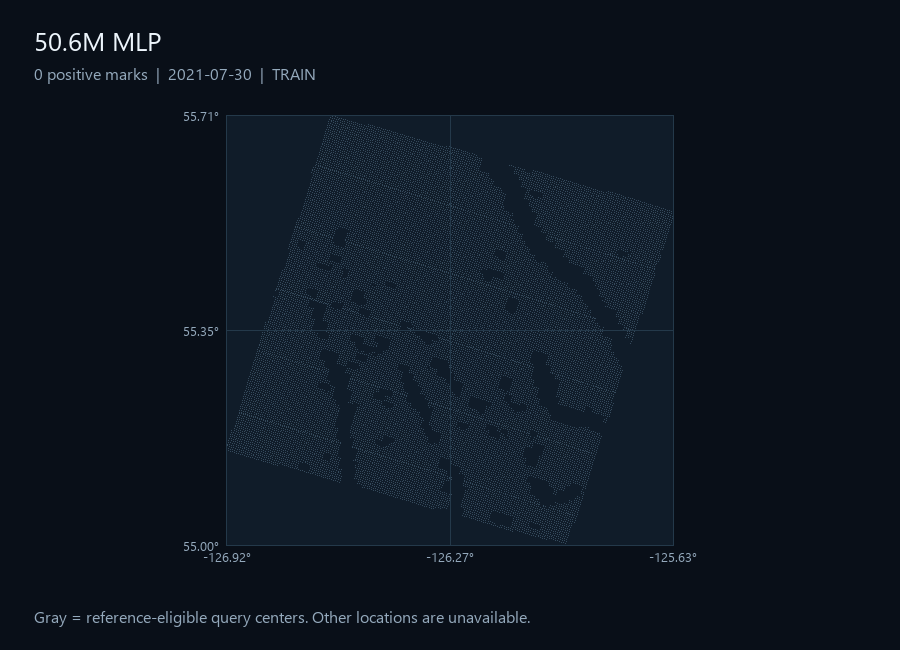 50.6M MLP
0 positive marks | 2021-07-30 | TRAIN
55.71°
55.35°
55.00°
-126.92°
-126.27°
-125.63°
Gray = reference-eligible query centers. Other locations are unavailable.